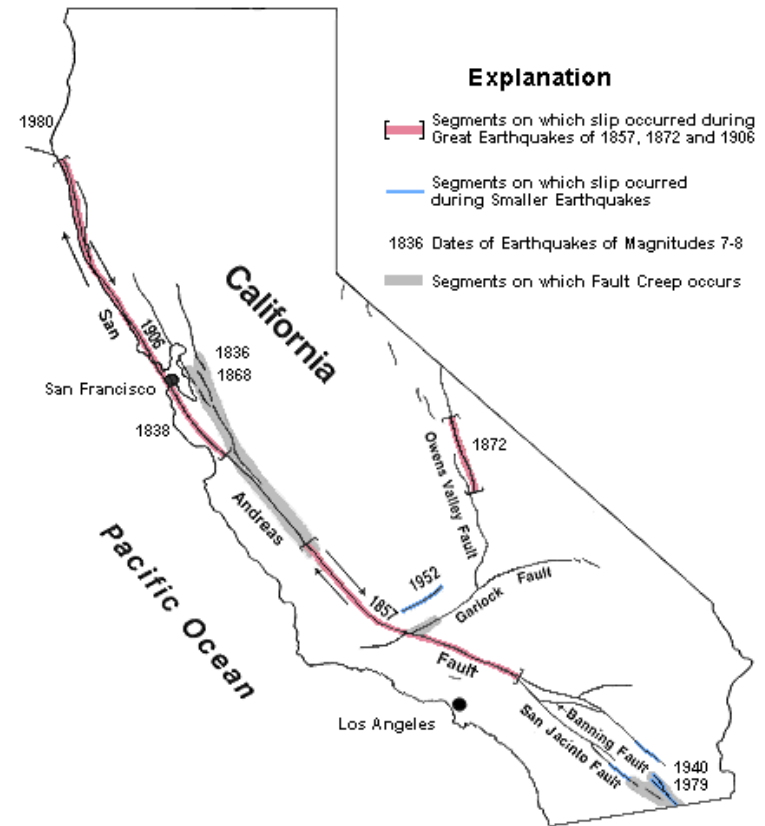 Explanation
Segments on which slip occurred during
Great Earthquakes of 1857, 1872 and 1906
Segments on which slip ocurred
during Smaller Earthquakes
1836 Dates of Earthquakes of Magnitudes 7-8
Segments on which Fault Creep occurs
1980
California
San
1906
1836
1868
San Francisco
1838
1872
Owens Valley Fault
Andreas
Pacific Ocean
1952
1857
Garlock Fault
Fault
Los Angeles
Banning Fault
San Jacinto Fault
1940
1979